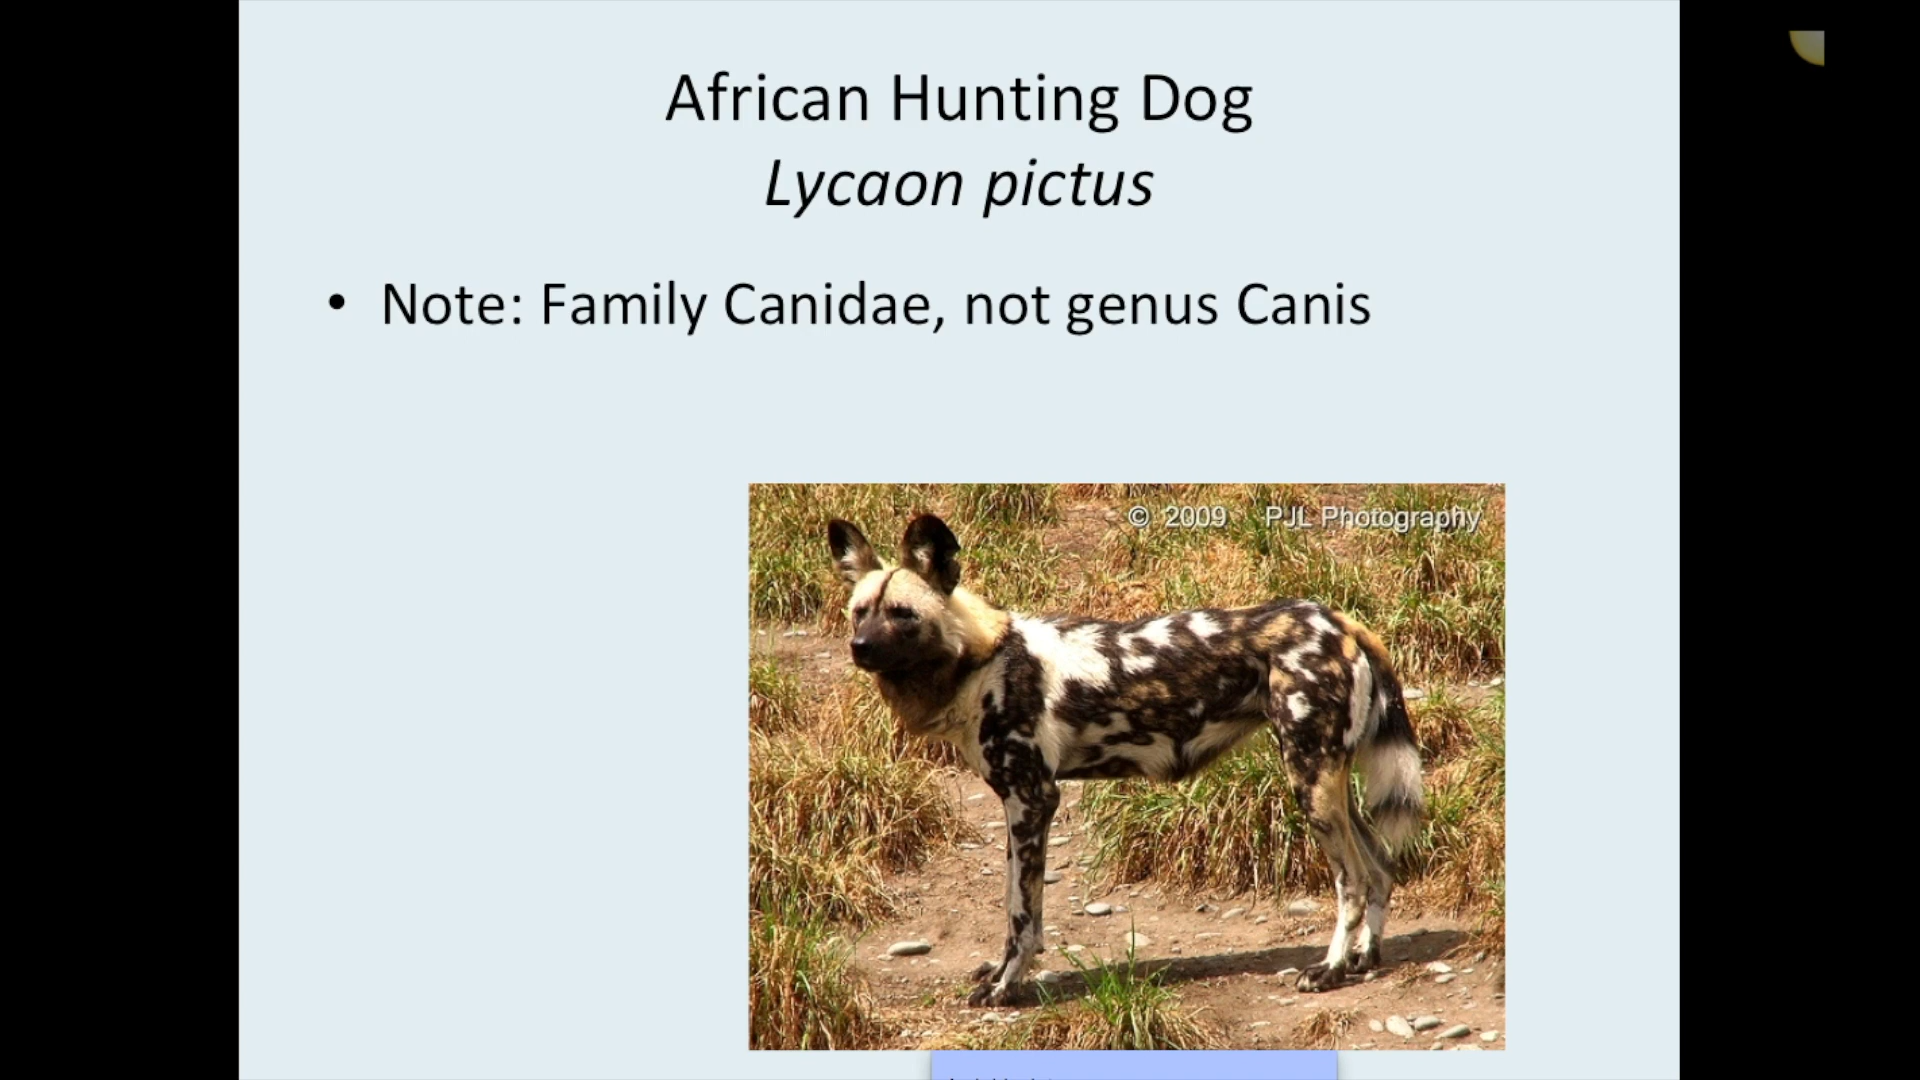 African Hunting Dog
Lycaon pictus
• Note: Family Canidae, not genus Canis
© 2009 PJL Photography